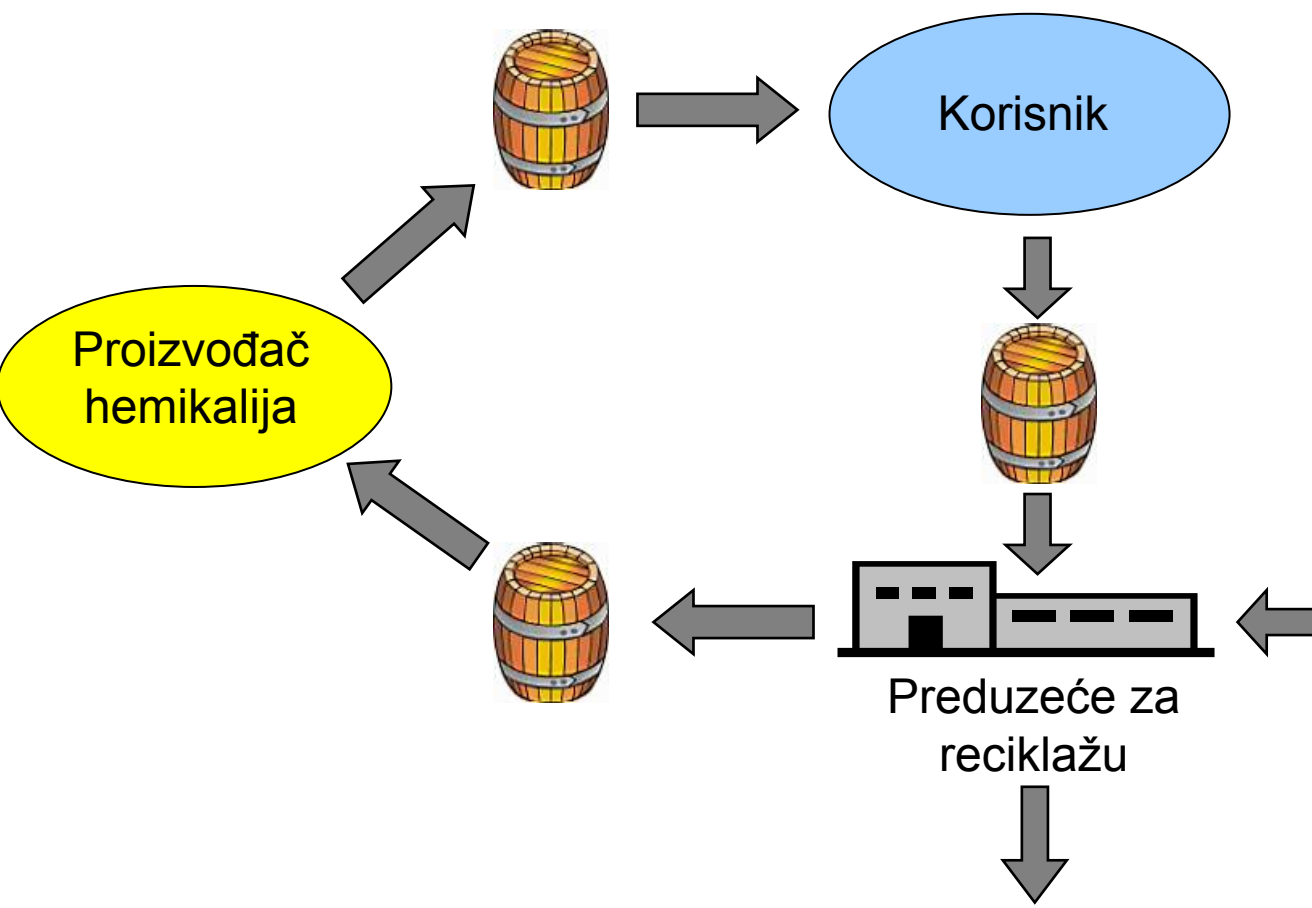 Korisnik
Proizvođač
hemikalija
Preduzeće za
reciklažu